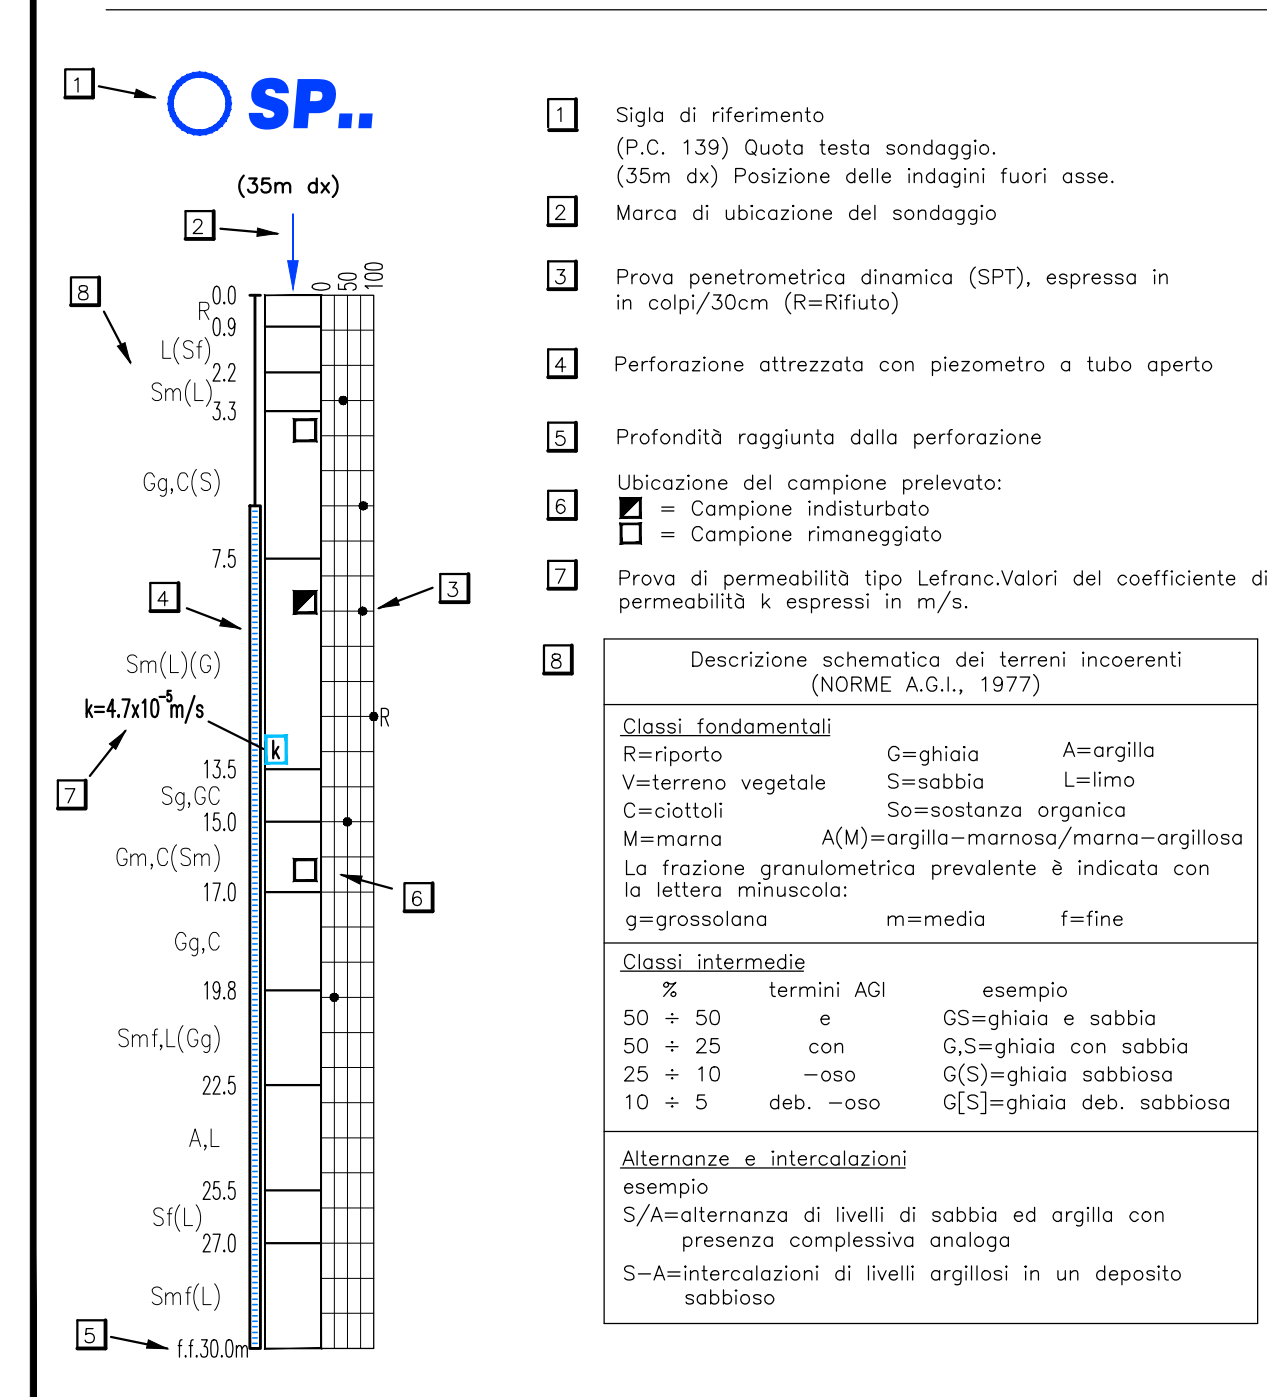 1
SP..
(35m dx)
2
8
0
50
100
0.0
R
0.9
L(Sf)
2.2
Sm(L)
3.3
Gg,C(S)
7.5
4
3
Sm(L)(G)
k=4.7x10⁻⁵m/s
R
k
13.5
7
Sg,GC
15.0
Gm,C(Sm)
17.0
6
Gg,C
19.8
Smf,L(Gg)
22.5
A,L
25.5
Sf(L)
27.0
Smf(L)
5
f.f.30.0m
1 Sigla di riferimento
(P.C. 139) Quota testa sondaggio.
(35m dx) Posizione delle indagini fuori asse.
2 Marca di ubicazione del sondaggio
3 Prova penetrometrica dinamica (SPT), espressa in
in colpi/30cm (R=Rifiuto)
4 Perforazione attrezzata con piezometro a tubo aperto
5 Profondità raggiunta dalla perforazione
Ubicazione del campione prelevato:
6 = Campione indisturbato
= Campione rimaneggiato
7 Prova di permeabilità tipo Lefranc.Valori del coefficiente di
permeabilità k espressi in m/s.
8 Descrizione schematica dei terreni incoerenti
(NORME A.G.I., 1977)
Classi fondamentali
R=riporto G=ghiaia A=argilla
V=terreno vegetale S=sabbia L=limo
C=ciottoli So=sostanza organica
M=marna A(M)=argilla-marnosa/marna-argillosa
La frazione granulometrica prevalente è indicata con
la lettera minuscola:
g=grossolana m=media f=fine
Classi intermedie
% termini AGI esempio
50 ÷ 50 e GS=ghiaia e sabbia
50 ÷ 25 con G,S=ghiaia con sabbia
25 ÷ 10 -oso G(S)=ghiaia sabbiosa
10 ÷ 5 deb. -oso G[S]=ghiaia deb. sabbiosa
Alternanze e intercalazioni
esempio
S/A=alternanza di livelli di sabbia ed argilla con
presenza complessiva analoga
S-A=intercalazioni di livelli argillosi in un deposito
sabbioso